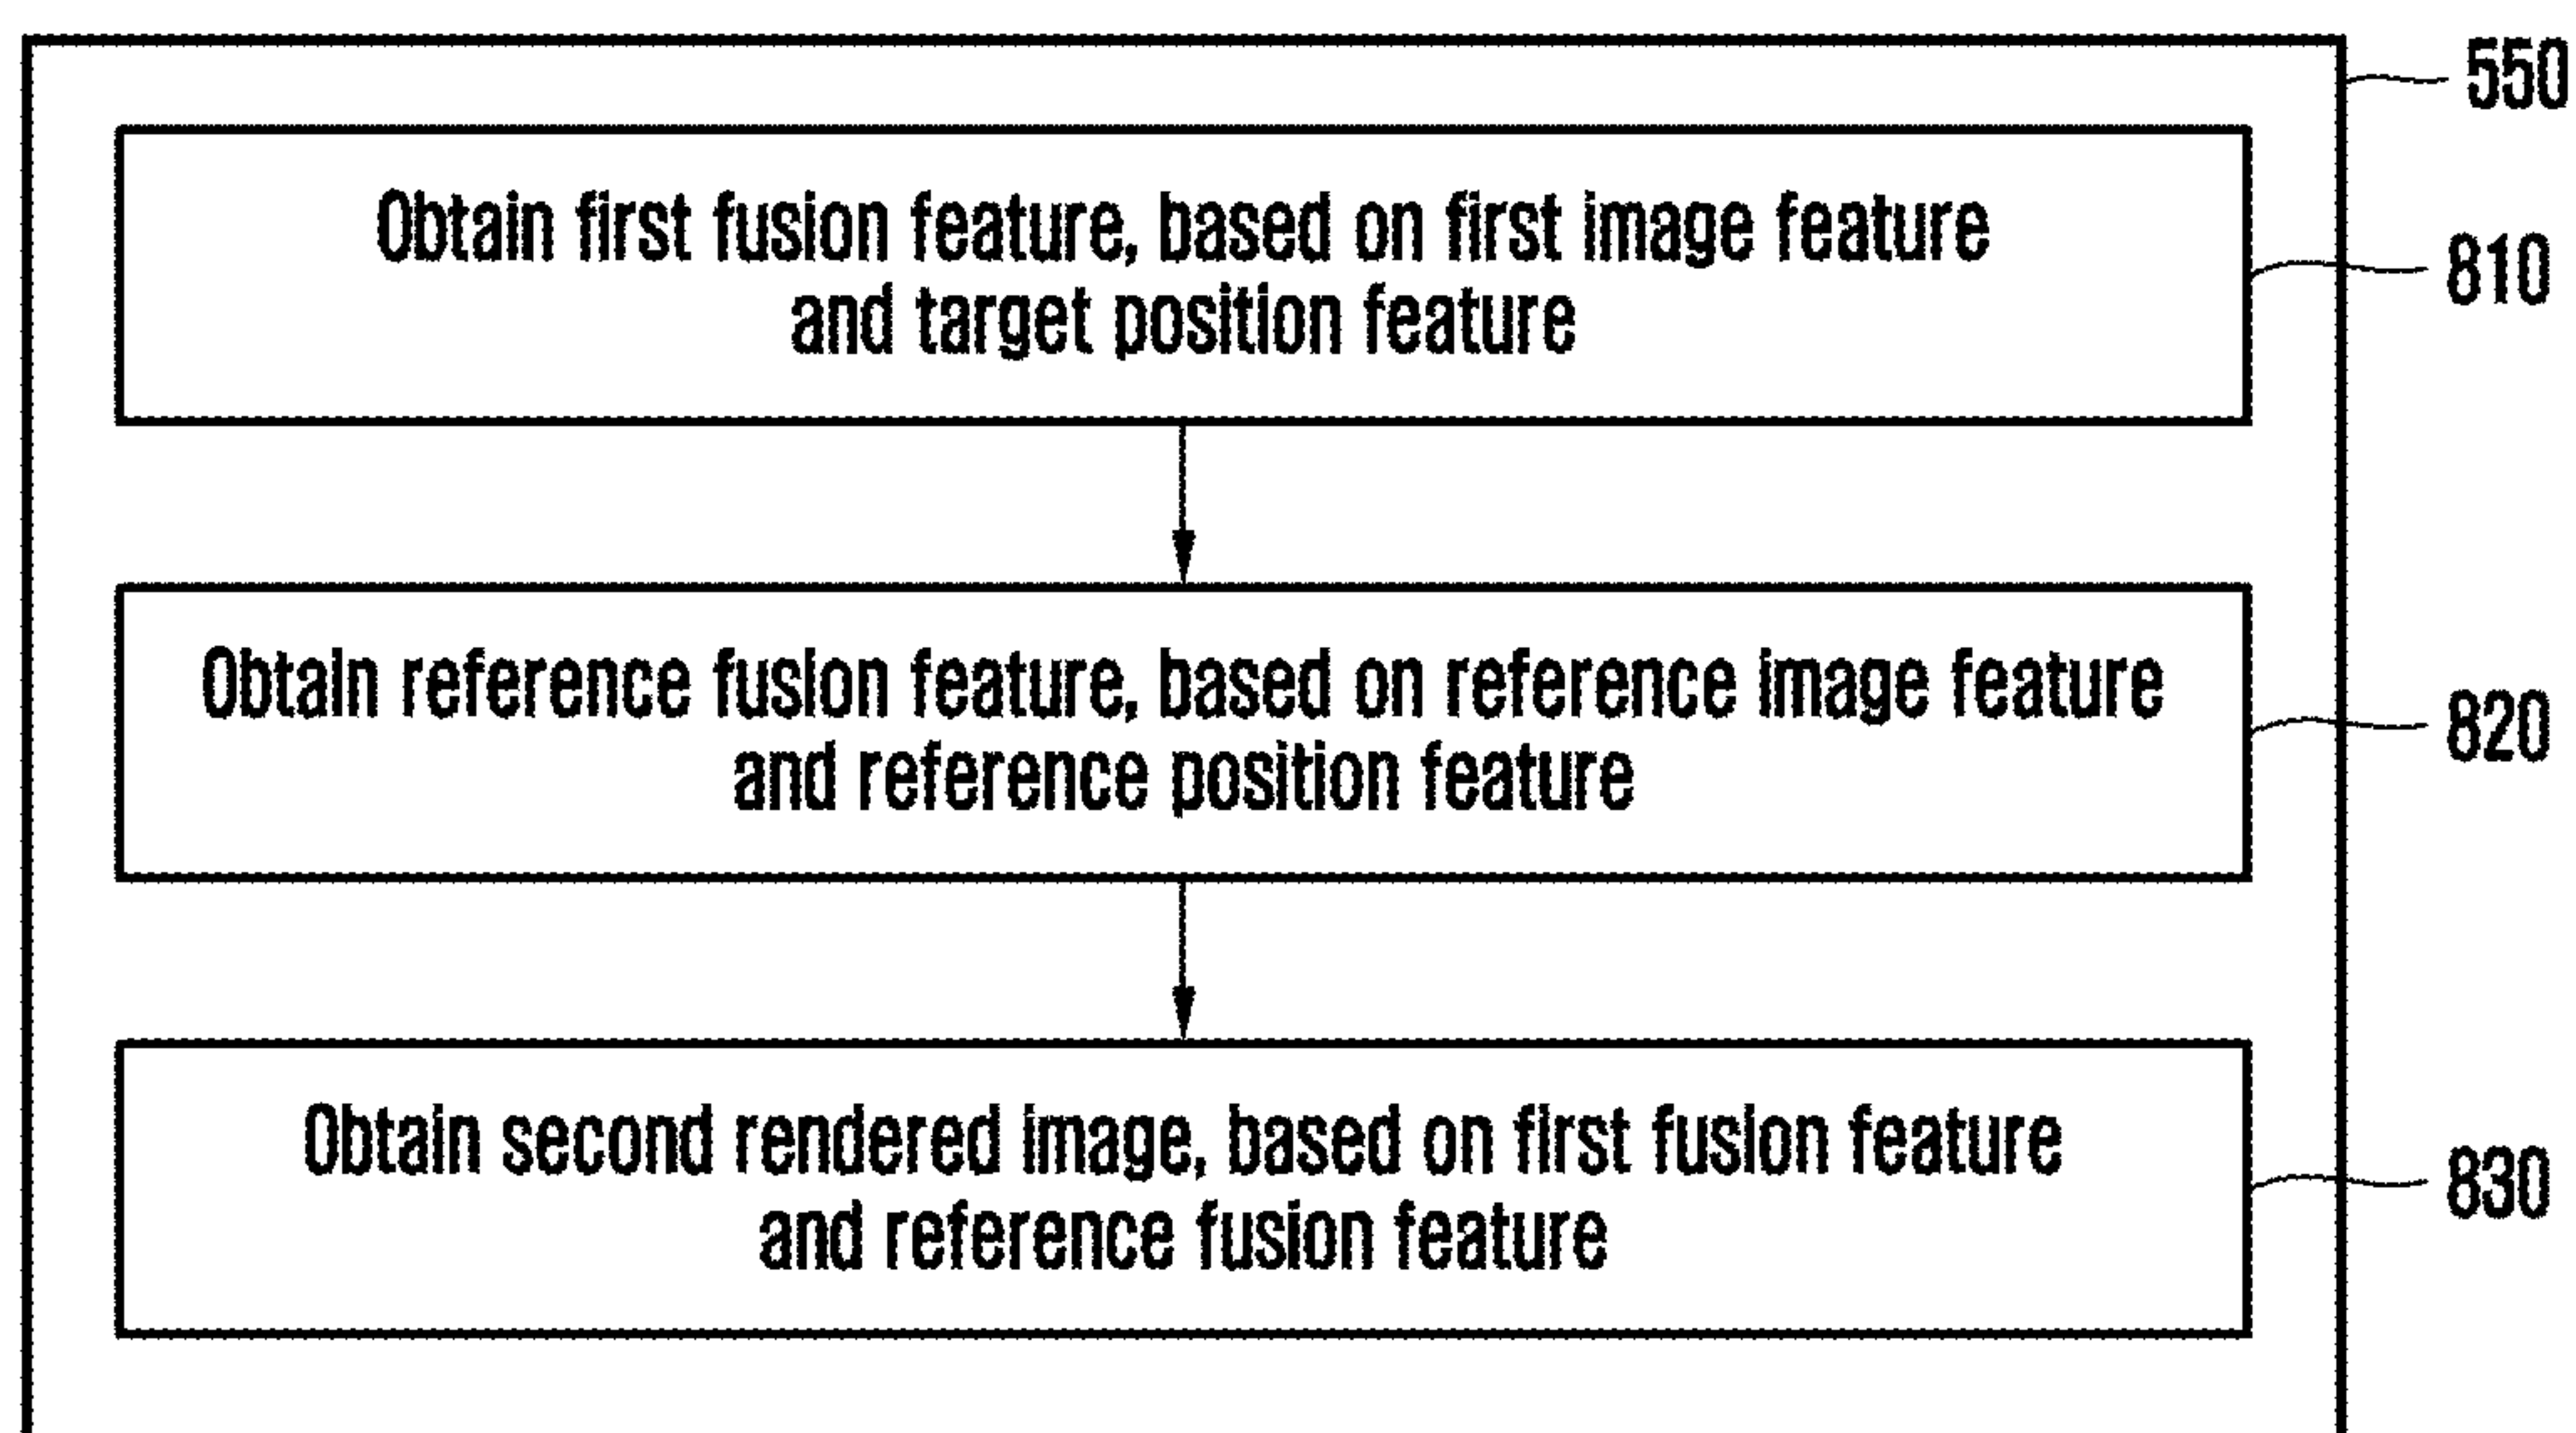 550
Obtain first fusion feature, based on first image feature
and target position feature
810
Obtain reference fusion feature, based on reference image feature
and reference position feature
820
Obtain second rendered image, based on first fusion feature
and reference fusion feature
830